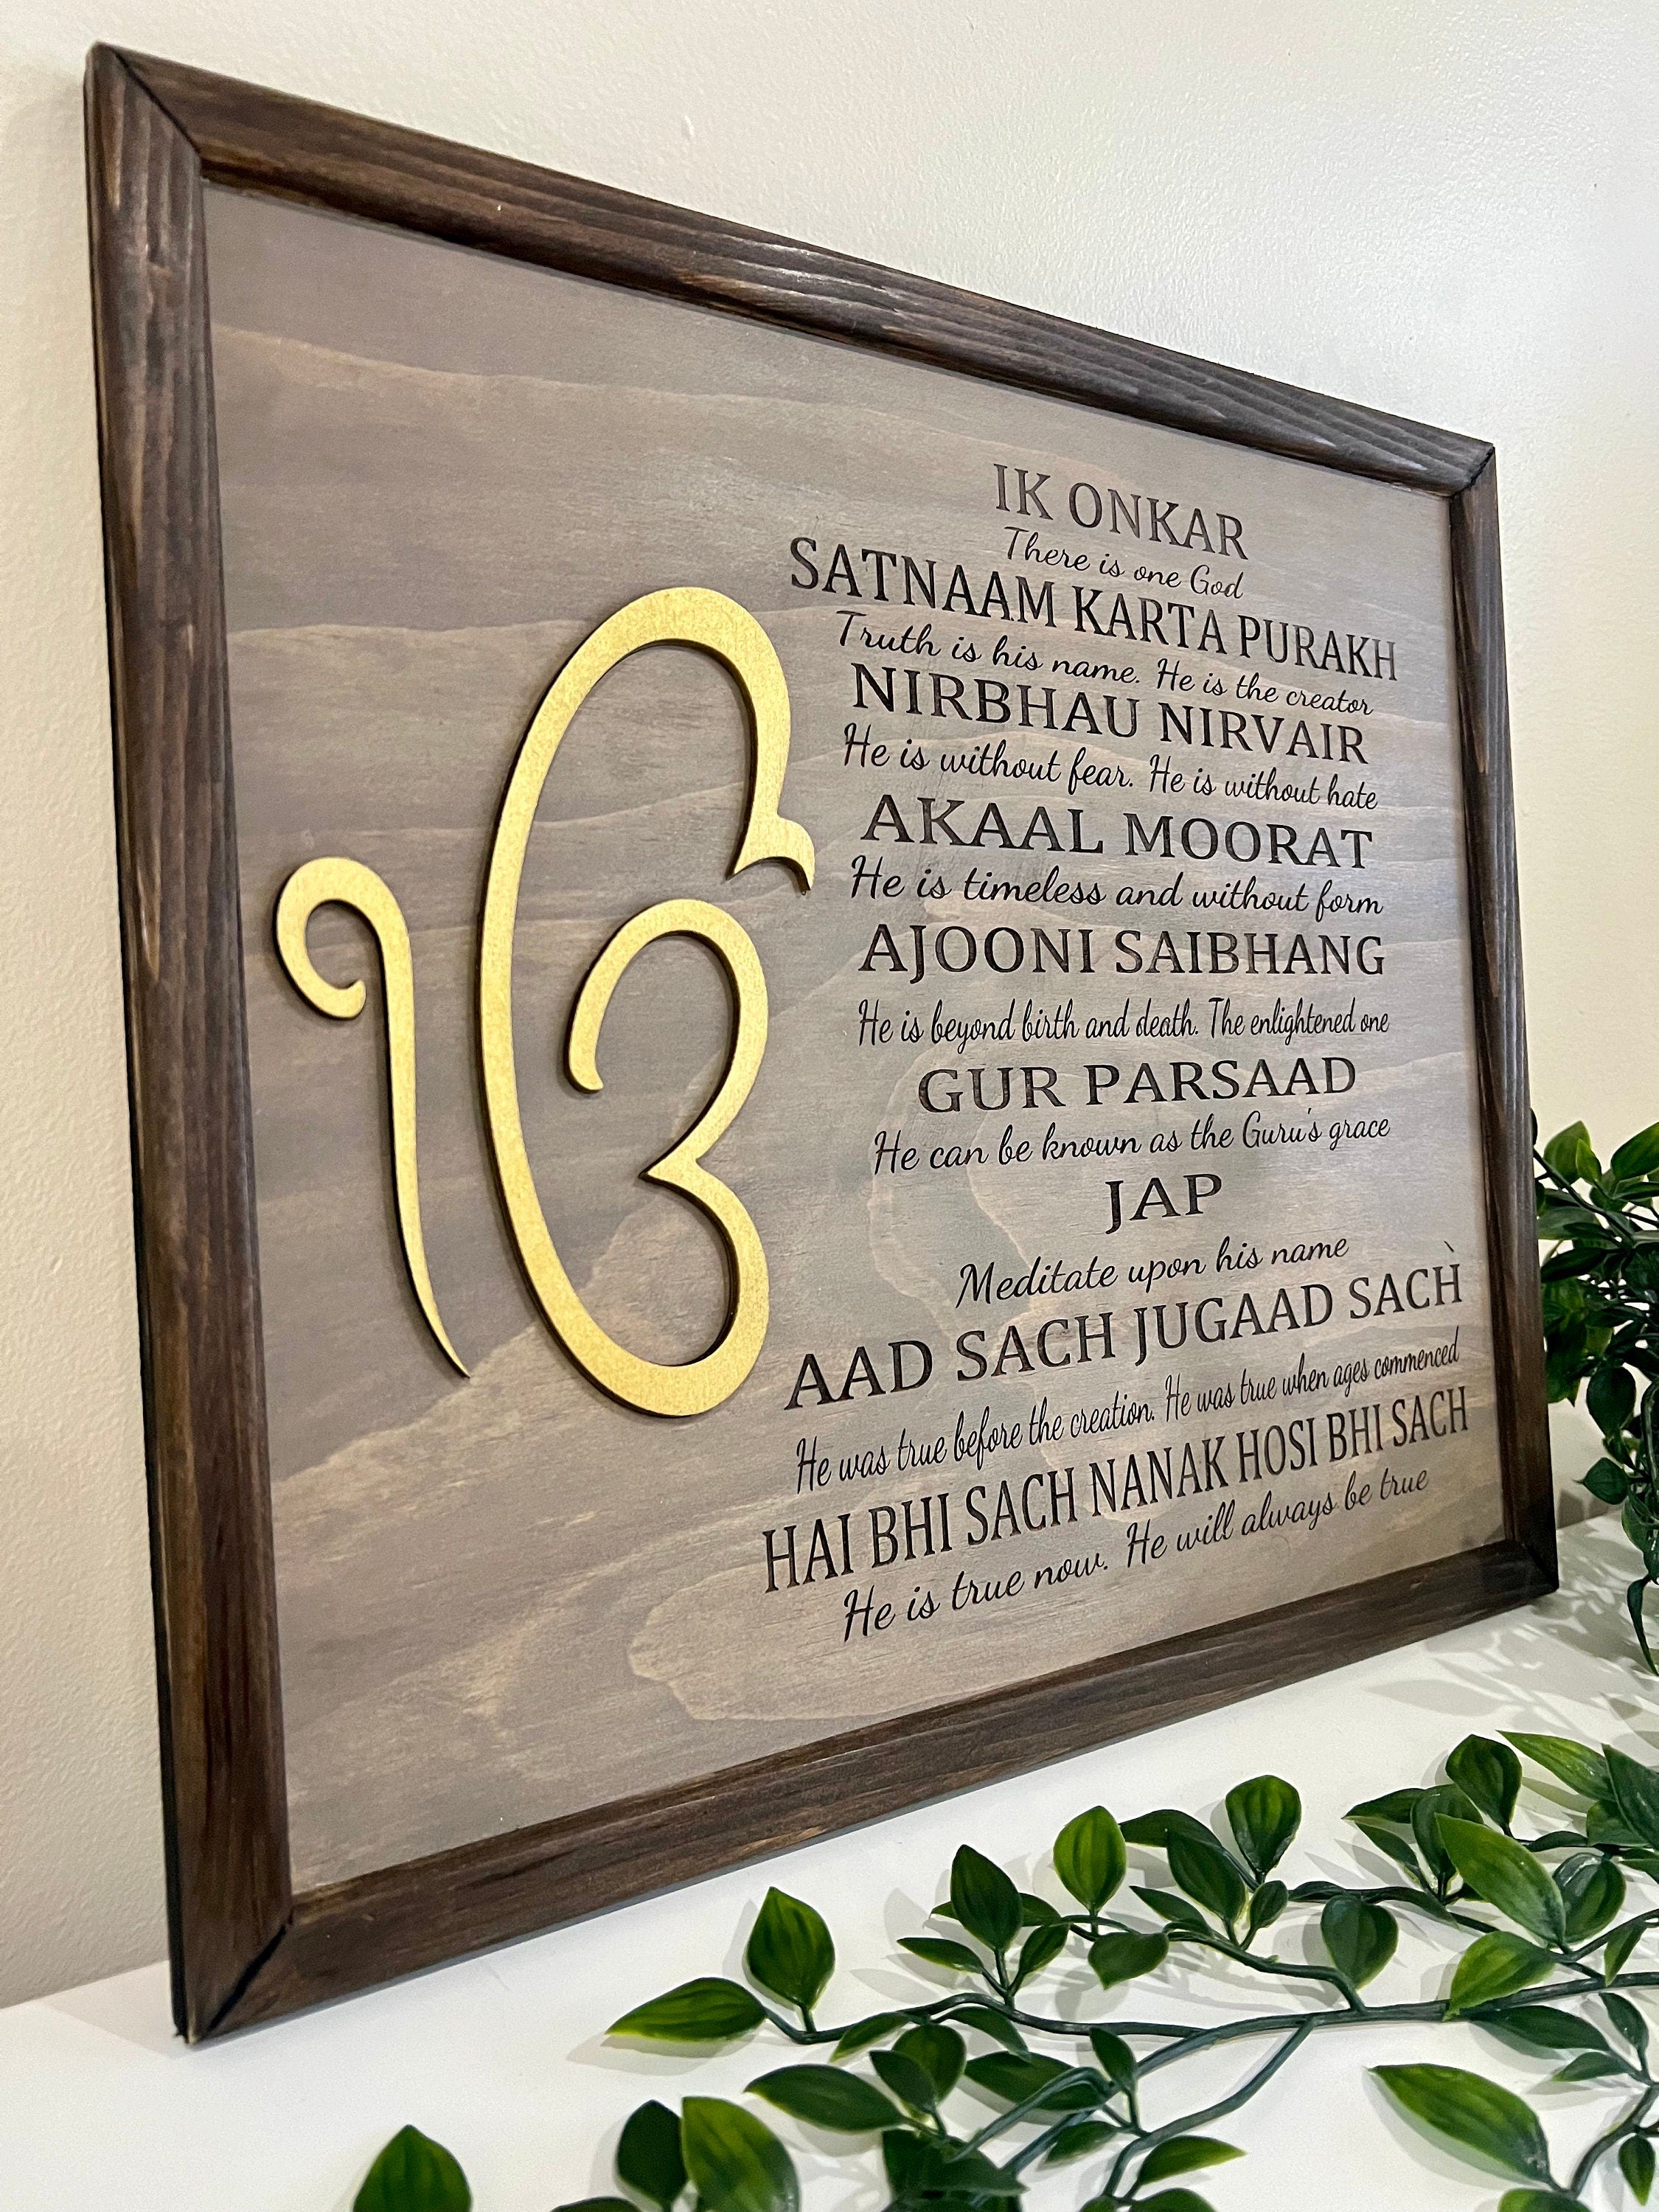 ੴ
IK ONKAR
There is one God
SATNAAM KARTA PURAKH
Truth is his name. He is the creator
NIRBHAU NIRVAIR
He is without fear. He is without hate
AKAAL MOORAT
He is timeless and without form
AJOONI SAIBHANG
He is beyond birth and death. The enlightened one
GUR PARSAAD
He can be known as the Guru's grace
JAP
Meditate upon his name
AAD SACH JUGAAD SACH
He was true before the creation. He was true when ages commenced
HAI BHI SACH NANAK HOSI BHI SACH
He is true now. He will always be true